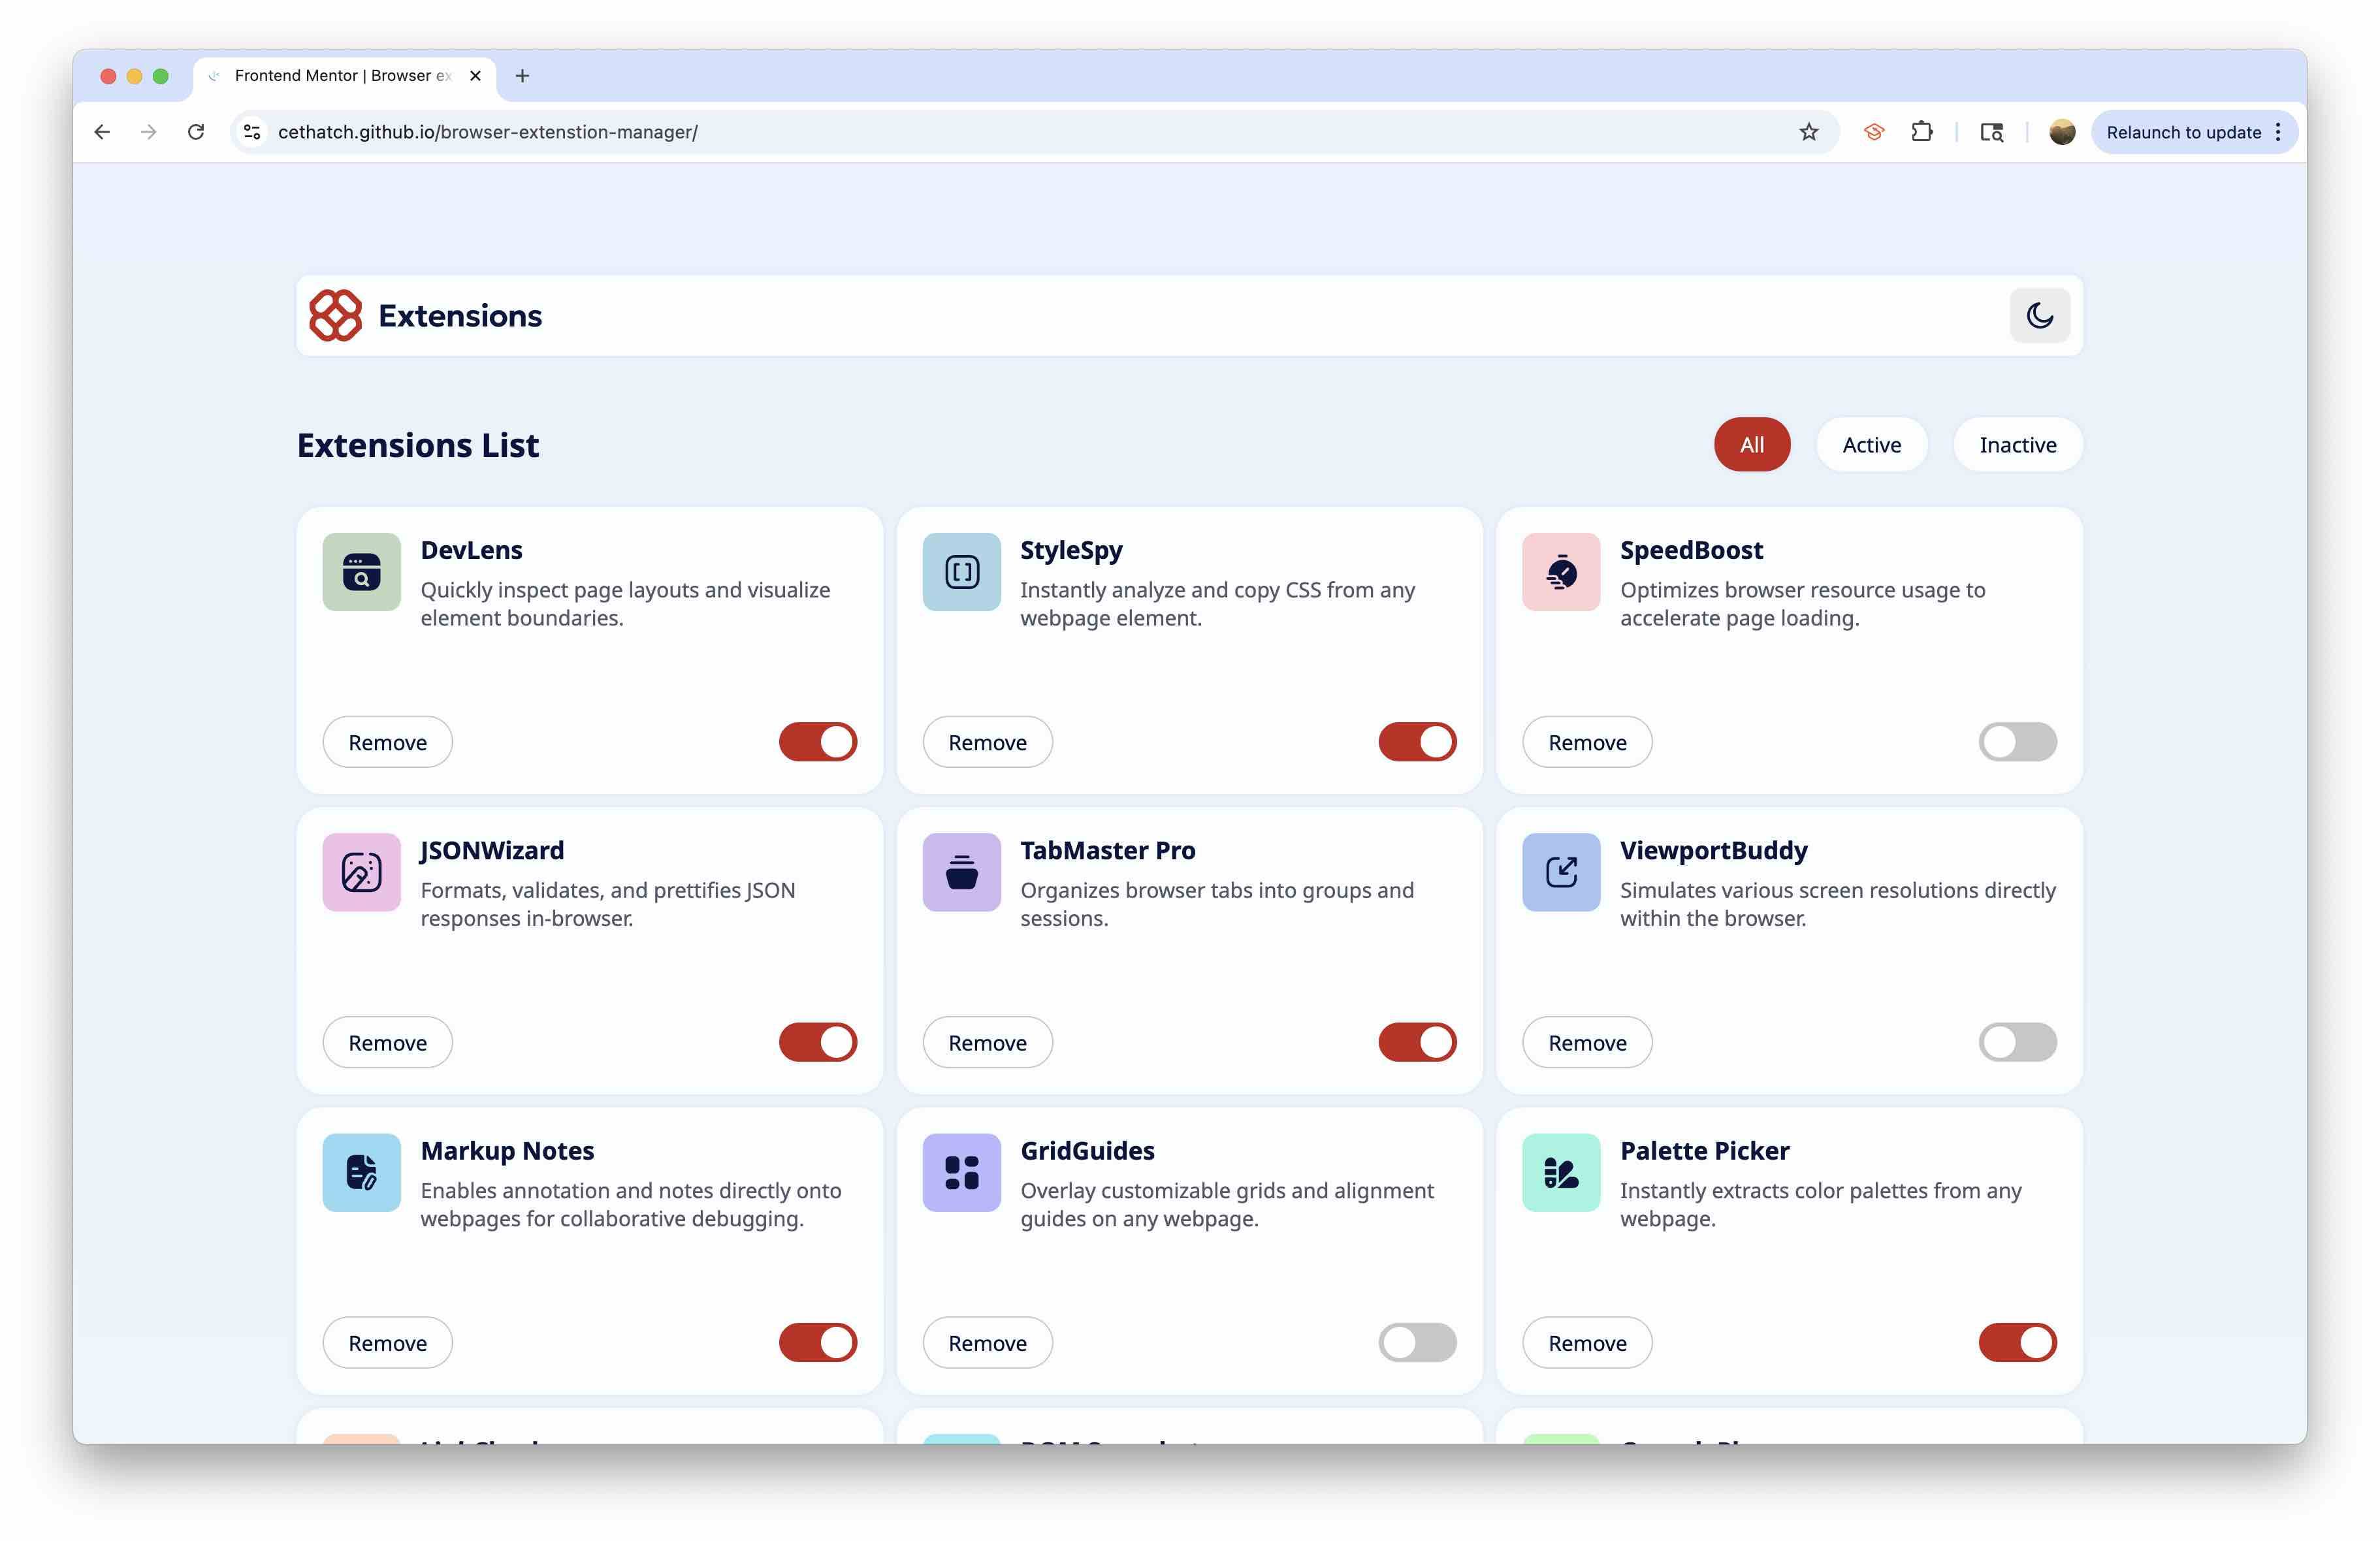 Frontend Mentor | Browser ex
cethatch.github.io/browser-extenstion-manager/
Relaunch to update
Extensions
Extensions List
All
Active
Inactive
DevLens
Quickly inspect page layouts and visualize
element boundaries.
Remove
StyleSpy
Instantly analyze and copy CSS from any
webpage element.
Remove
SpeedBoost
Optimizes browser resource usage to
accelerate page loading.
Remove
JSONWizard
Formats, validates, and prettifies JSON
responses in-browser.
Remove
TabMaster Pro
Organizes browser tabs into groups and
sessions.
Remove
ViewportBuddy
Simulates various screen resolutions directly
within the browser.
Remove
Markup Notes
Enables annotation and notes directly onto
webpages for collaborative debugging.
Remove
GridGuides
Overlay customizable grids and alignment
guides on any webpage.
Remove
Palette Picker
Instantly extracts color palettes from any
webpage.
Remove